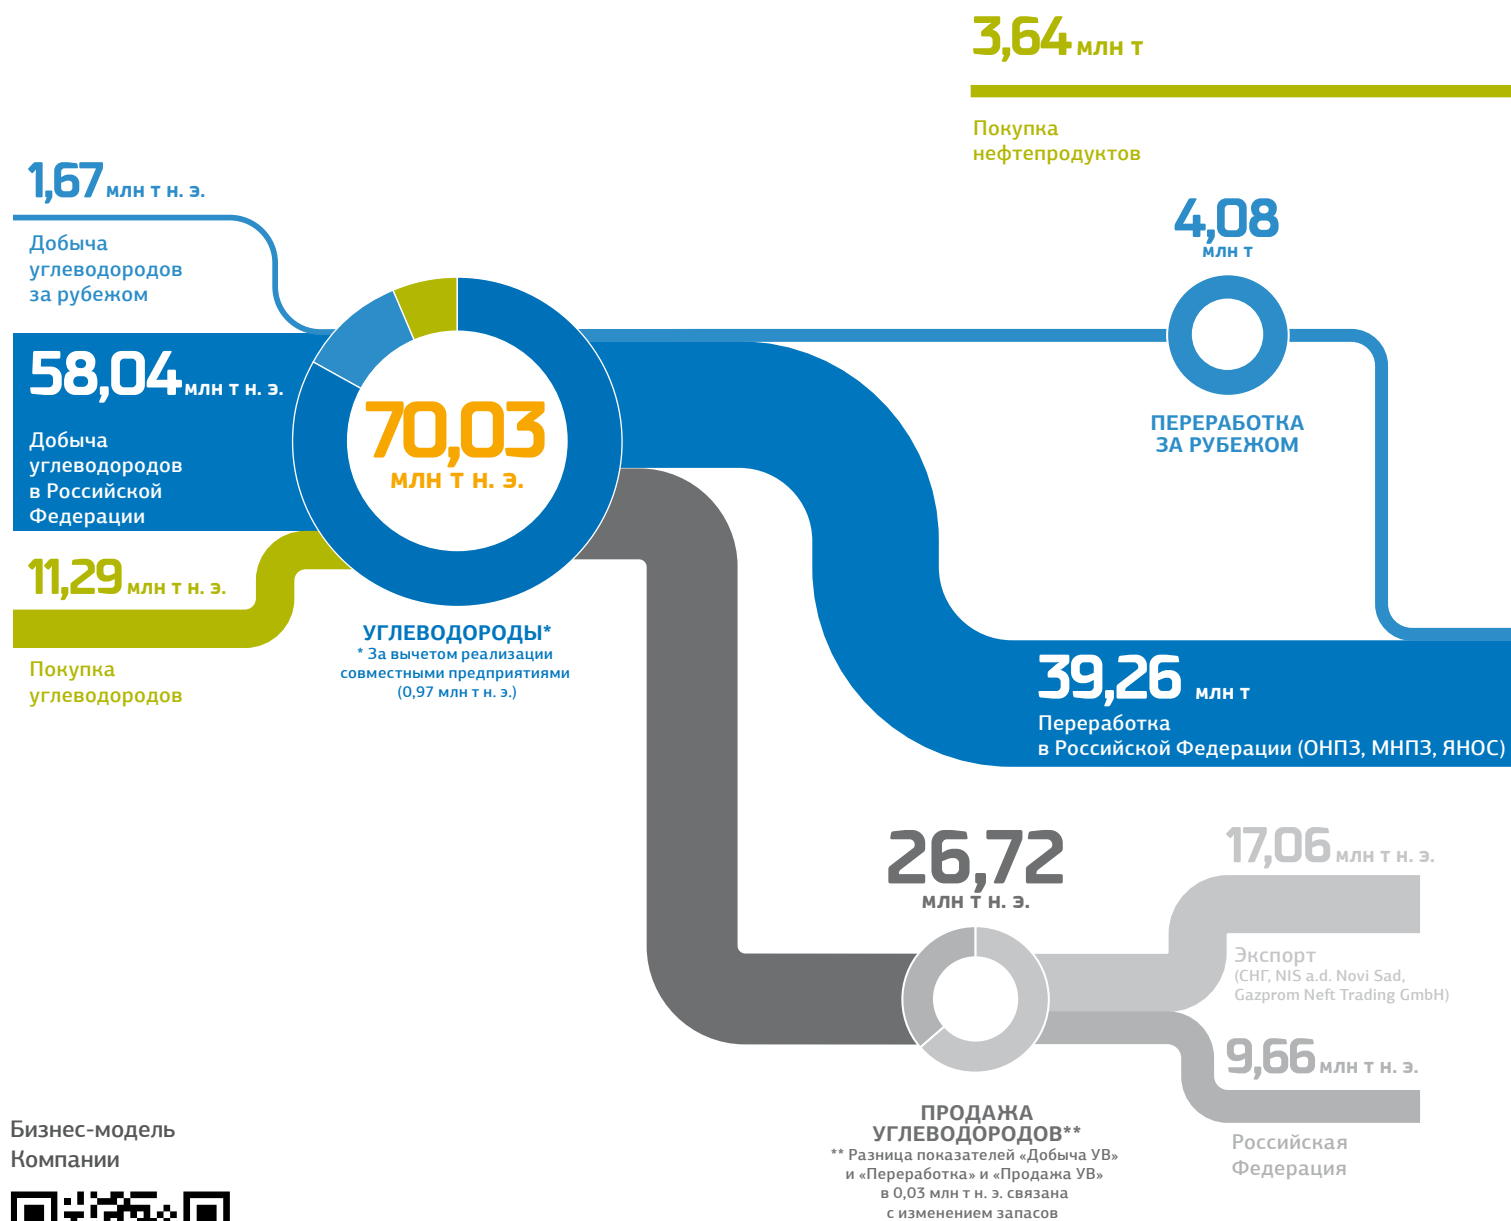 3,64 млн т
Покупка
нефтепродуктов
1,67 млн т н. э.
Добыча
углеводородов
за рубежом
4,08
млн т
ПЕРЕРАБОТКА
ЗА РУБЕЖОМ
58,04 млн т н. э.
Добыча
углеводородов
в Российской
Федерации
70,03
млн т н. э.
11,29 млн т н. э.
Покупка
углеводородов
УГЛЕВОДОРОДЫ*
* За вычетом реализации
совместными предприятиями
(0,97 млн т н. э.)
39,26 млн т
Переработка
в Российской Федерации (ОНПЗ, МНПЗ, ЯНОС)
26,72
млн т н. э.
17,06 млн т н. э.
Экспорт
(СНГ, NIS a.d. Novi Sad,
Gazprom Neft Trading GmbH)
9,66 млн т н. э.
Российская
Федерация
ПРОДАЖА
УГЛЕВОДОРОДОВ**
** Разница показателей «Добыча УВ»
и «Переработка» и «Продажа УВ»
в 0,03 млн т н. э. связана
с изменением запасов
Бизнес-модель
Компании